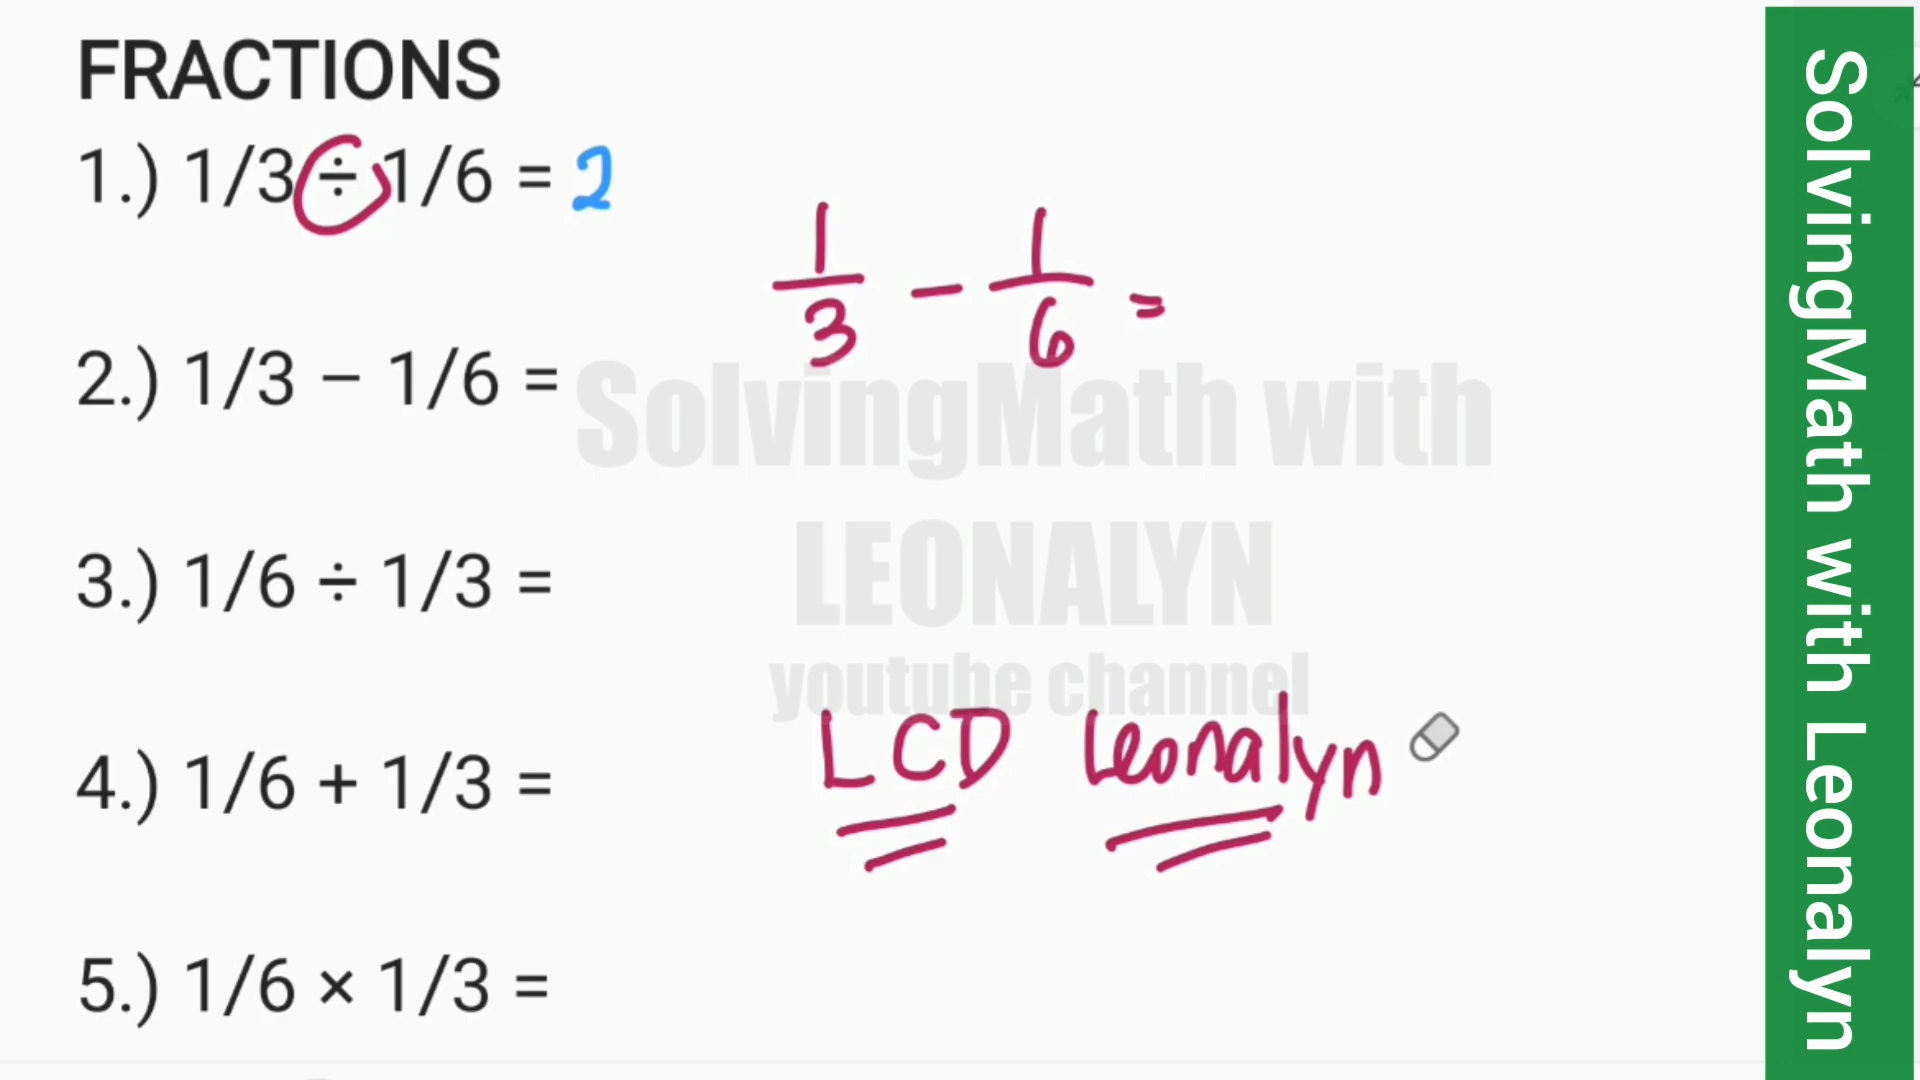 FRACTIONS
1.) 1/3 ÷ 1/6 = 2
1/3 − 1/6 =
2.) 1/3 − 1/6 =
SolvingMath with
LEONALYN
3.) 1/6 ÷ 1/3 =
youtube channel
LCD Leonalyn
4.) 1/6 + 1/3 =
5.) 1/6 × 1/3 =
SolvingMath with Leonalyn